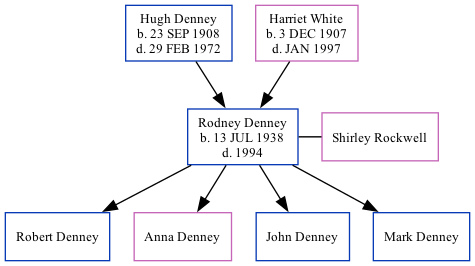 Hugh Denney
b. 23 SEP 1908
d. 29 FEB 1972
Harriet White
b. 3 DEC 1907
d. JAN 1997
Rodney Denney
b. 13 JUL 1938
d. 1994
Shirley Rockwell
Robert Denney
Anna Denney
John Denney
Mark Denney